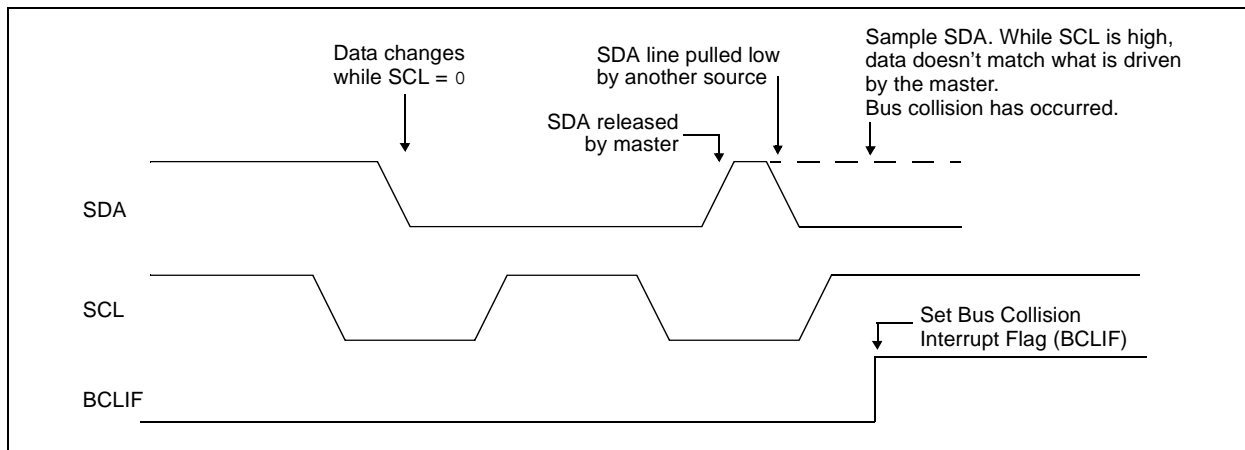 Data changes
while SCL = 0
SDA line pulled low
by another source
Sample SDA. While SCL is high,
data doesn't match what is driven
by the master.
Bus collision has occurred.
SDA released
by master
SDA
SCL
Set Bus Collision
Interrupt Flag (BCLIF)
BCLIF